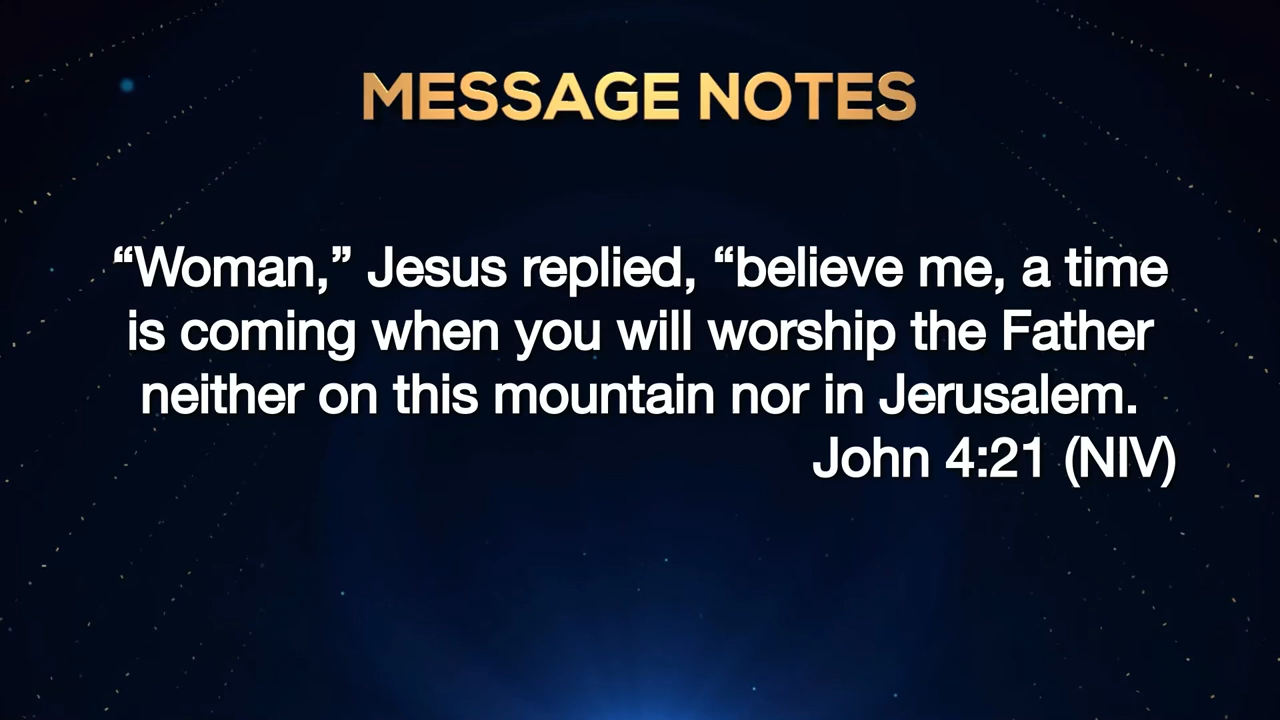 MESSAGE NOTES
“Woman,” Jesus replied, “believe me, a time
is coming when you will worship the Father
neither on this mountain nor in Jerusalem.
John 4:21 (NIV)